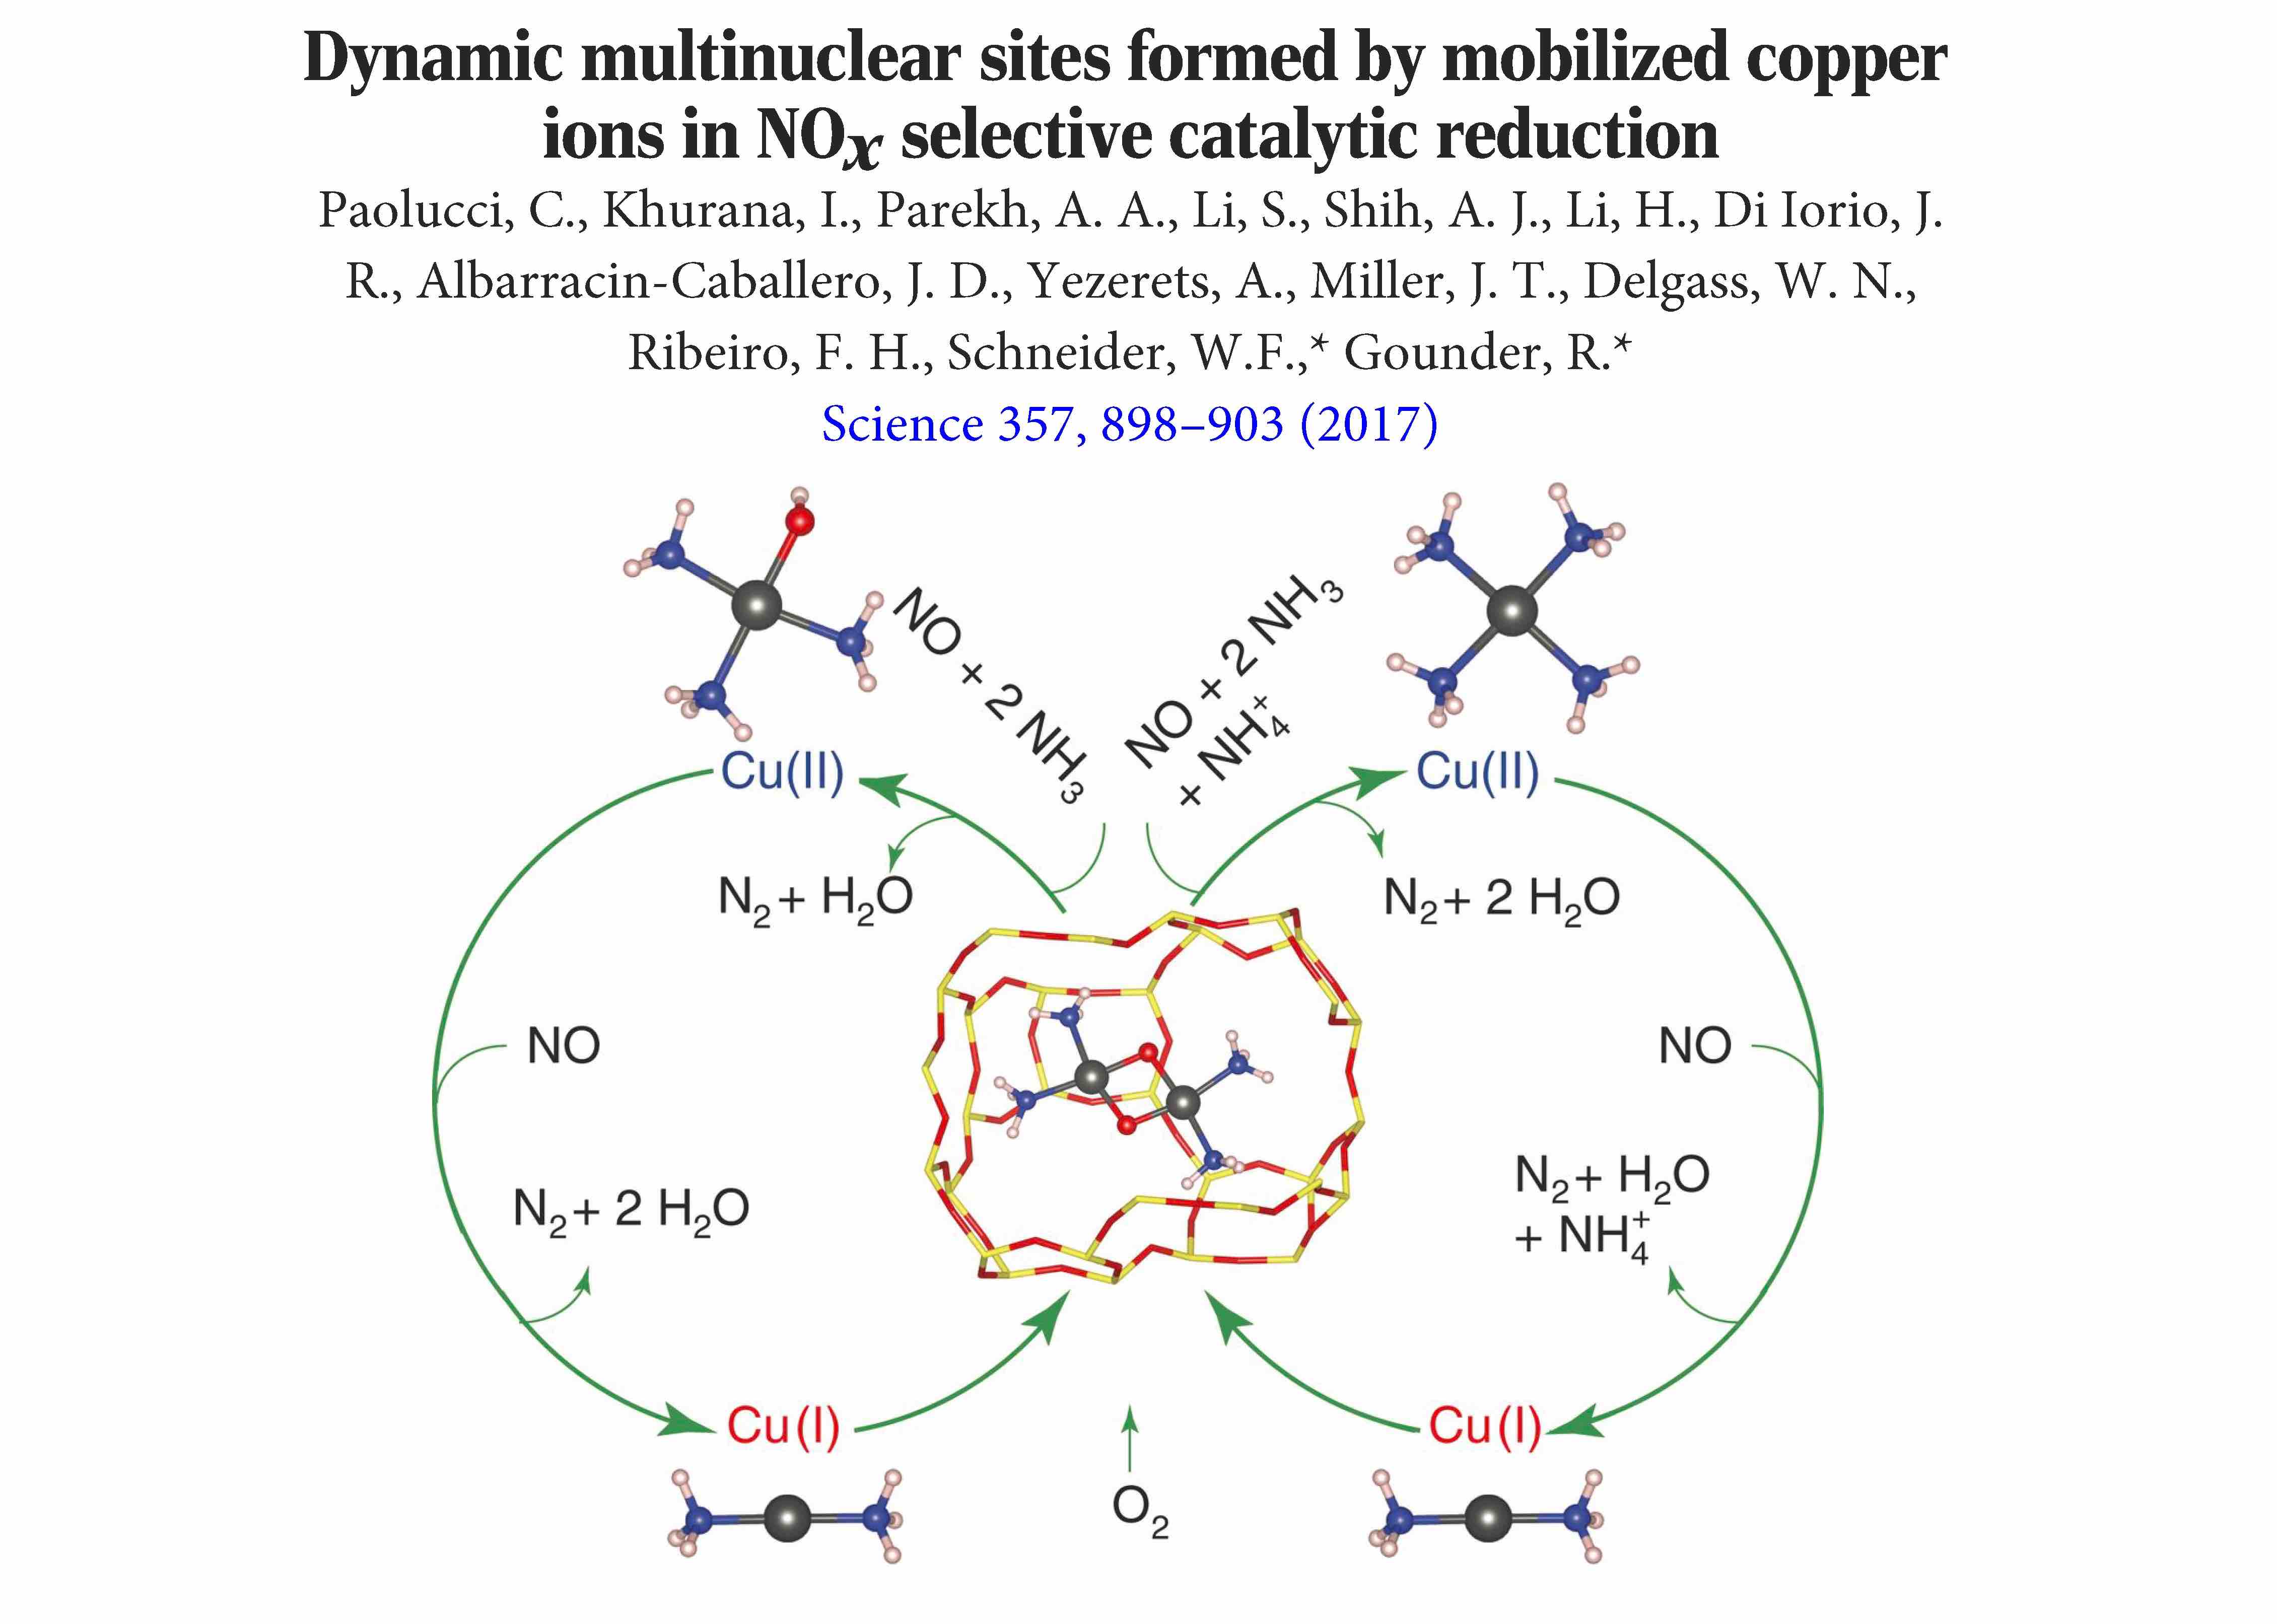 Dynamic multinuclear sites formed by mobilized copper
ions in NOx selective catalytic reduction
Paolucci, C., Khurana, I., Parekh, A. A., Li, S., Shih, A. J., Li, H., Di Iorio, J.
R., Albarracin-Caballero, J. D., Yezerets, A., Miller, J. T., Delgass, W. N.,
Ribeiro, F. H., Schneider, W.F.,* Gounder, R.*
Science 357, 898–903 (2017)
NO + 2 NH3
NO + 2 NH3
+ NH4+
Cu(II)
Cu(II)
N2 + H2O
N2 + 2 H2O
NO
NO
N2 + 2 H2O
N2 + H2O
+ NH4+
Cu(I)
Cu(I)
O2